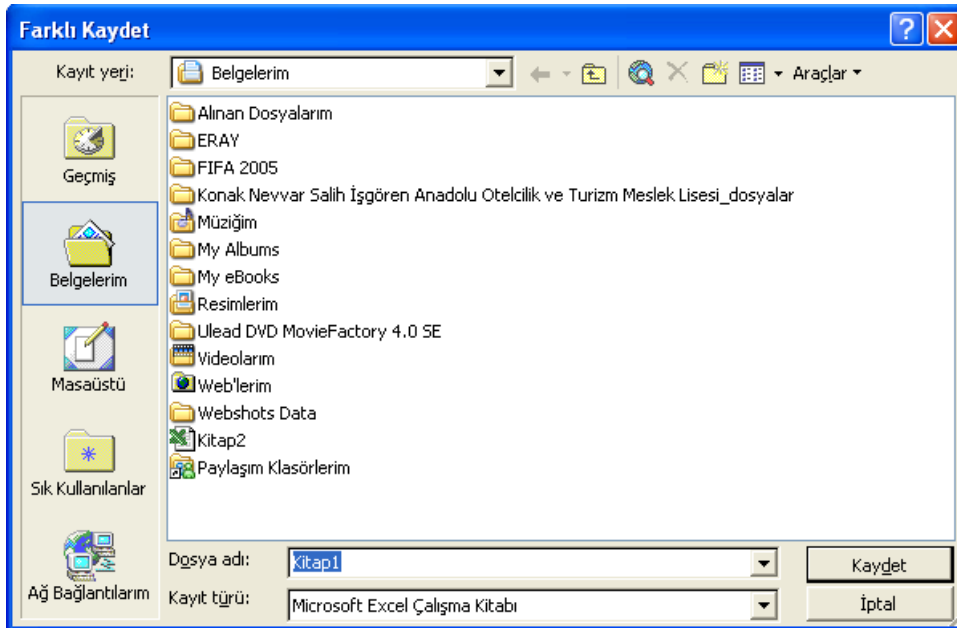 Farklı Kaydet
Kayıt yeri:
Belgelerim
Araçlar
Geçmiş
Belgelerim
Masaüstü
Sık Kullanılanlar
Ağ Bağlantılarım
Alınan Dosyalarım
ERAY
FIFA 2005
Konak Nevvar Salih İşgören Anadolu Otelcilik ve Turizm Meslek Lisesi_dosyalar
Müziğim
My Albums
My eBooks
Resimlerim
Ulead DVD MovieFactory 4.0 SE
Videolarım
Web'lerim
Webshots Data
Kitap2
Paylaşım Klasörlerim
Dosya adı:
Kitap1
Kaydet
Kayıt türü:
Microsoft Excel Çalışma Kitabı
İptal